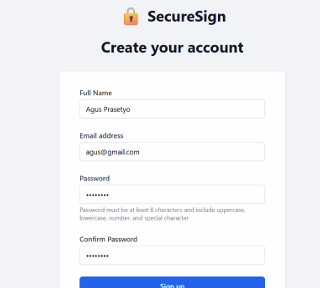 SecureSign
Create your account
Full Name
Agus Prasetyo
Email address
agus@gmail.com
Password
••••••••
Password must be at least 8 characters and include uppercase,
lowercase, number, and special character
Confirm Password
••••••••
Sign up